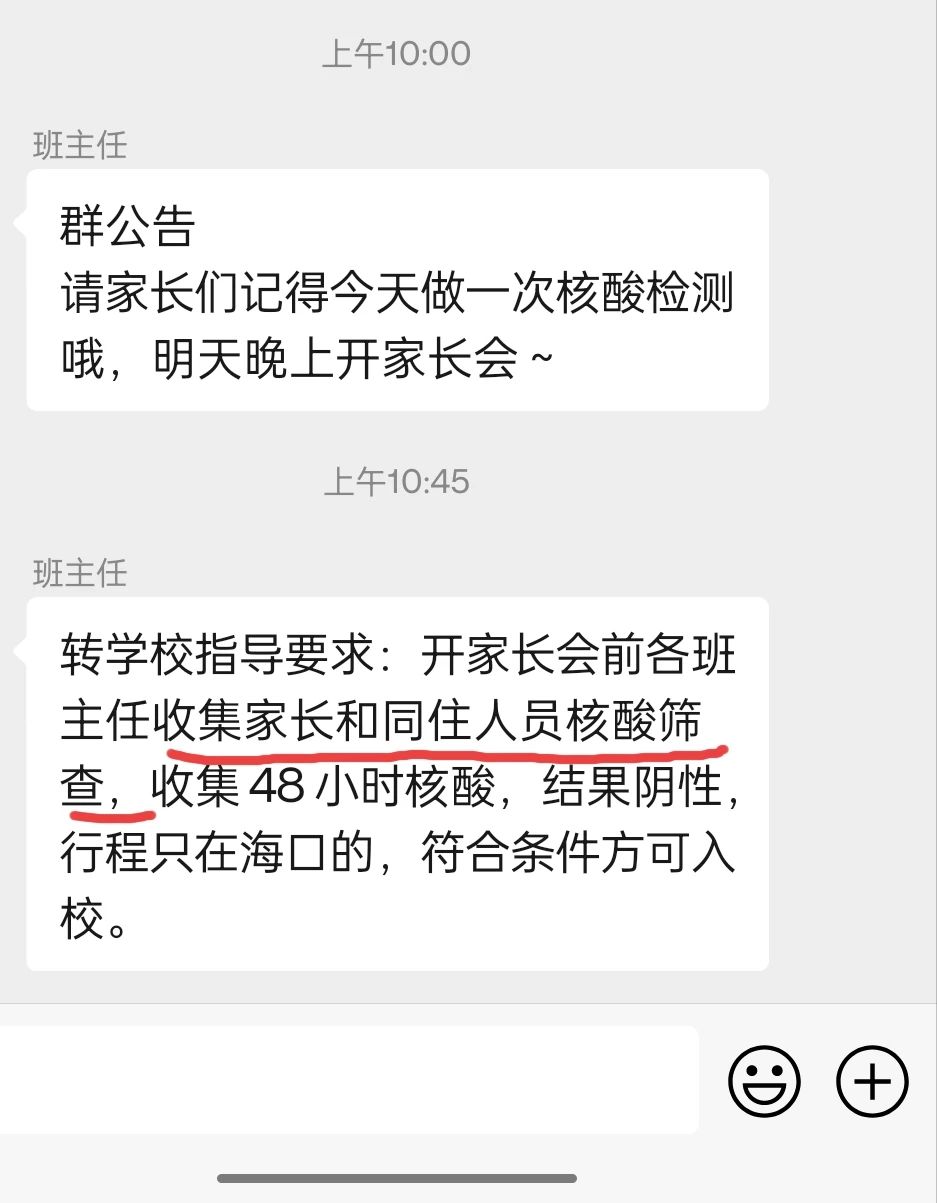 上午10:00
班主任
群公告
请家长们记得今天做一次核酸检测
哦，明天晚上开家长会~
上午10:45
班主任
转学校指导要求：开家长会前各班
主任收集家长和同住人员核酸筛
查，收集 48 小时核酸，结果阴性，
行程只在海口的，符合条件方可入
校。